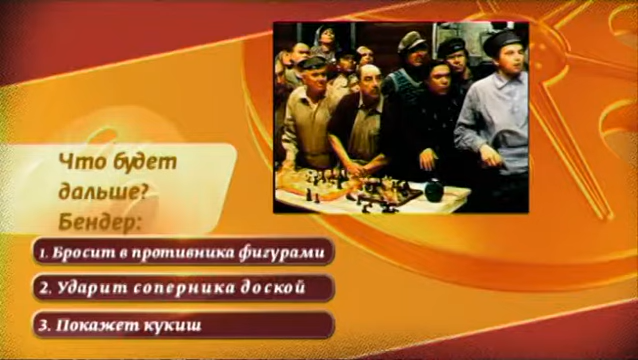 Что будет
дальше?
Бендер:
1. Бросит в противника фигурами
2. Ударит соперника доской
3. Покажет кукиш